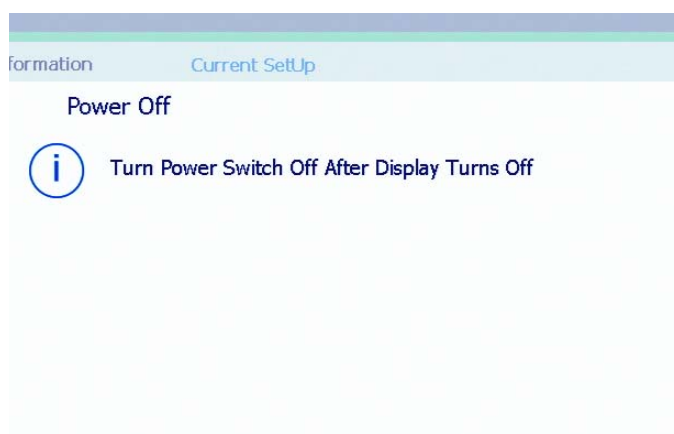 formation Current SetUp
Power Off
i
Turn Power Switch Off After Display Turns Off